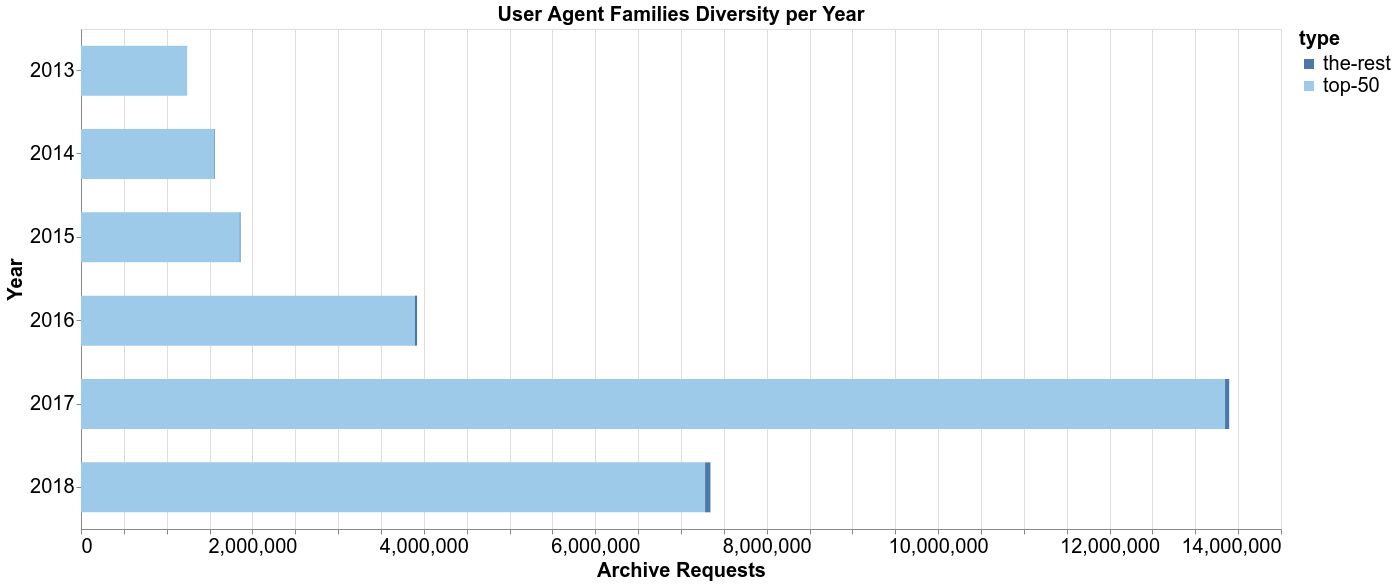 User Agent Families Diversity per Year
type
the-rest
top-50
Year
2013
2014
2015
2016
2017
2018
0 2,000,000 4,000,000 6,000,000 8,000,000 10,000,000 12,000,000 14,000,000
Archive Requests